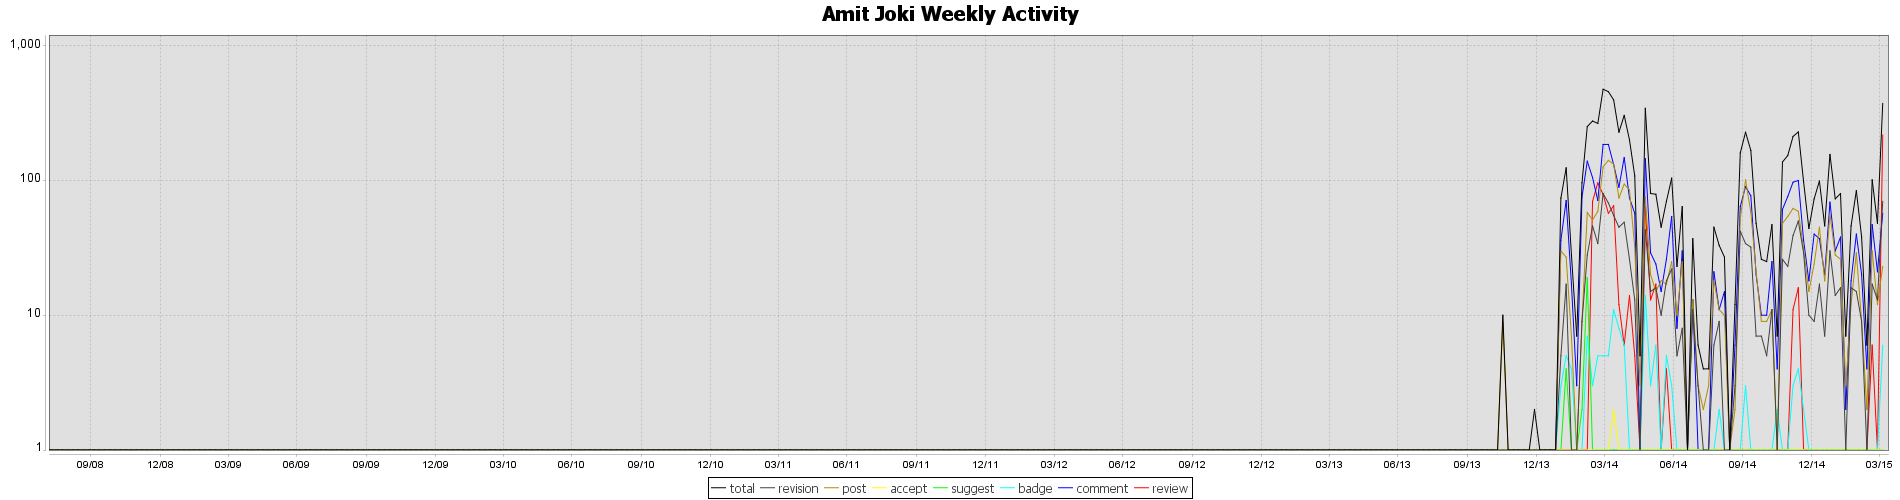 Amit Joki Weekly Activity
1,000
100
10
1
09/08 12/08 03/09 06/09 09/09 12/09 03/10 06/10 09/10 12/10 03/11 06/11 09/11 12/11 03/12 06/12 09/12 12/12 03/13 06/13 09/13 12/13 03/14 06/14 09/14 12/14 03/15
total revision post accept suggest badge comment review